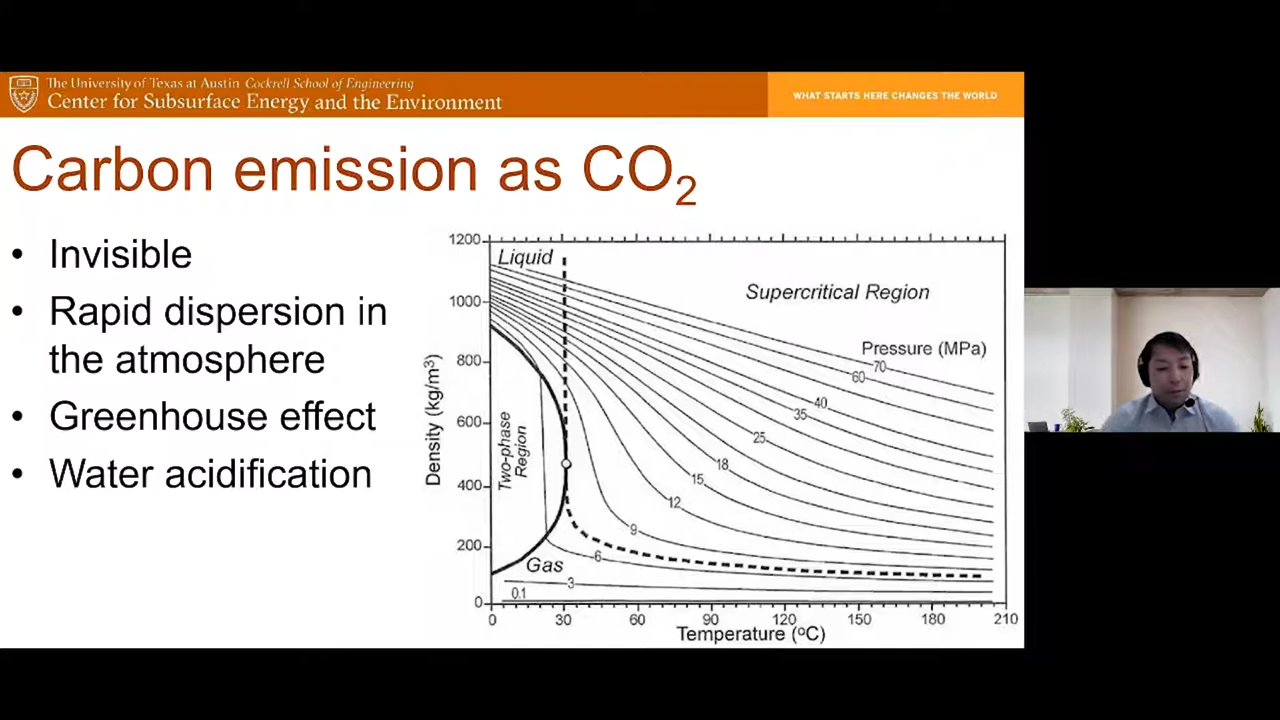 The University of Texas at Austin Cockrell School of Engineering
Center for Subsurface Energy and the Environment
WHAT STARTS HERE CHANGES THE WORLD
Carbon emission as CO₂
• Invisible
• Rapid dispersion in
the atmosphere
• Greenhouse effect
• Water acidification
1200
1000
800
600
400
200
0
Density (kg/m³)
Liquid
Supercritical Region
Pressure (MPa)
70
60
40
35
25
18
15
12
9
6
3
0.1
Two-phase
Region
Gas
0 30 60 90 120 150 180 210
Temperature (ºC)